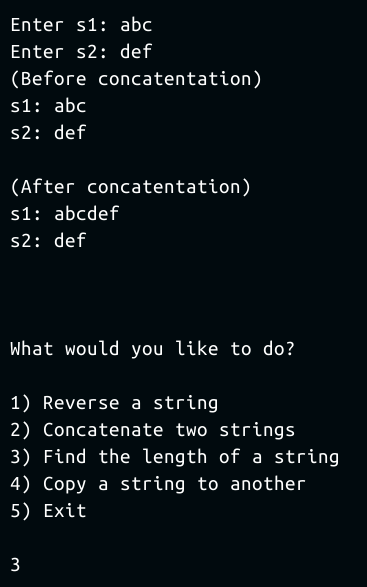 Enter s1: abc
Enter s2: def
(Before concatentation)
s1: abc
s2: def
(After concatentation)
s1: abcdef
s2: def
What would you like to do?
1) Reverse a string
2) Concatenate two strings
3) Find the length of a string
4) Copy a string to another
5) Exit
3